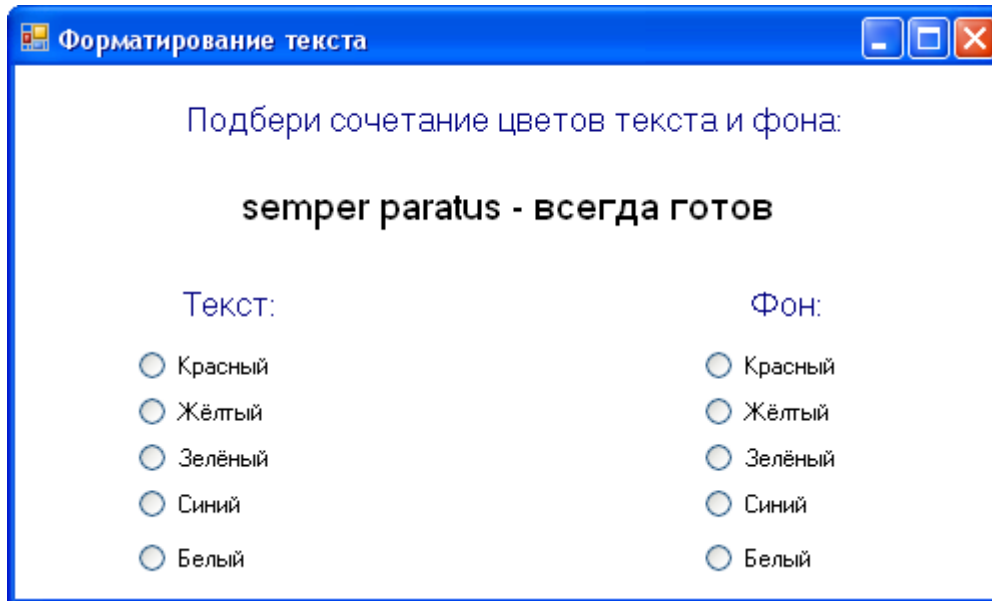 Форматирование текста
Подбери сочетание цветов текста и фона:
semper paratus - всегда готов
Текст:
Фон:
Красный
Красный
Жёлтый
Жёлтый
Зелёный
Зелёный
Синий
Синий
Белый
Белый